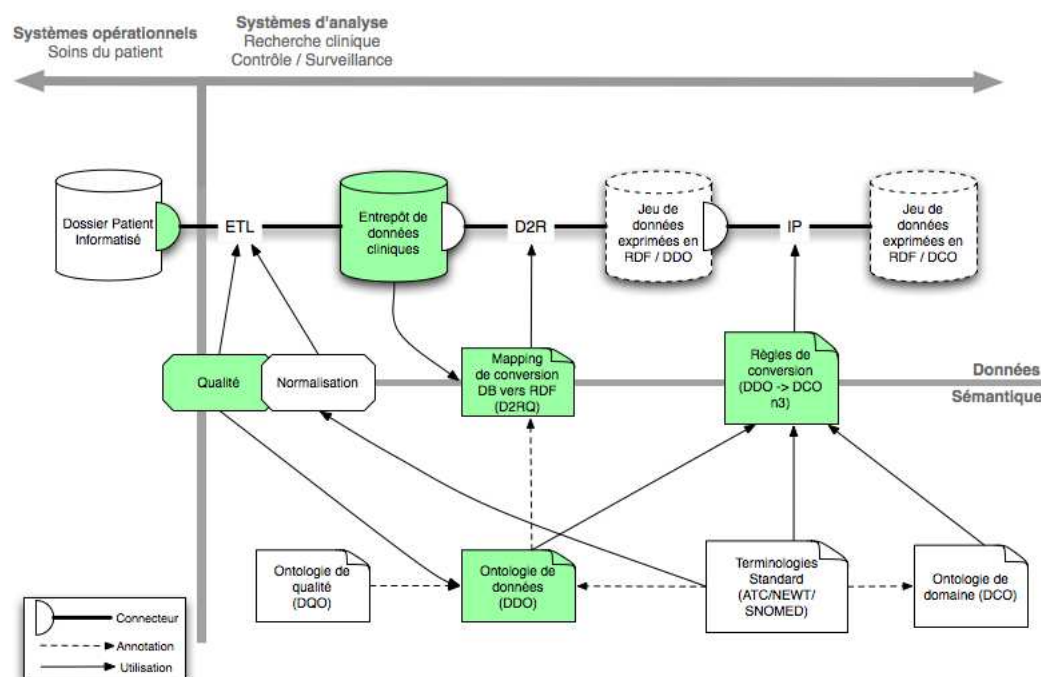 Systèmes opérationnels
Soins du patient
Systèmes d'analyse
Recherche clinique
Contrôle / Surveillance
Dossier Patient
Informatisé
ETL
Entrepôt de
données
cliniques
D2R
Jeu de
données
exprimées en
RDF / DDO
IP
Jeu de
données
exprimées en
RDF / DCO
Qualité
Normalisation
Mapping
de conversion
DB vers RDF
(D2RQ)
Règles de
conversion
(DDO -> DCO
n3)
Données
Sémantique
Ontologie de
qualité
(DQO)
Ontologie de
données
(DDO)
Terminologies
Standard
(ATC/NEWT/
SNOMED)
Ontologie de
domaine (DCO)
Connecteur
Annotation
Utilisation